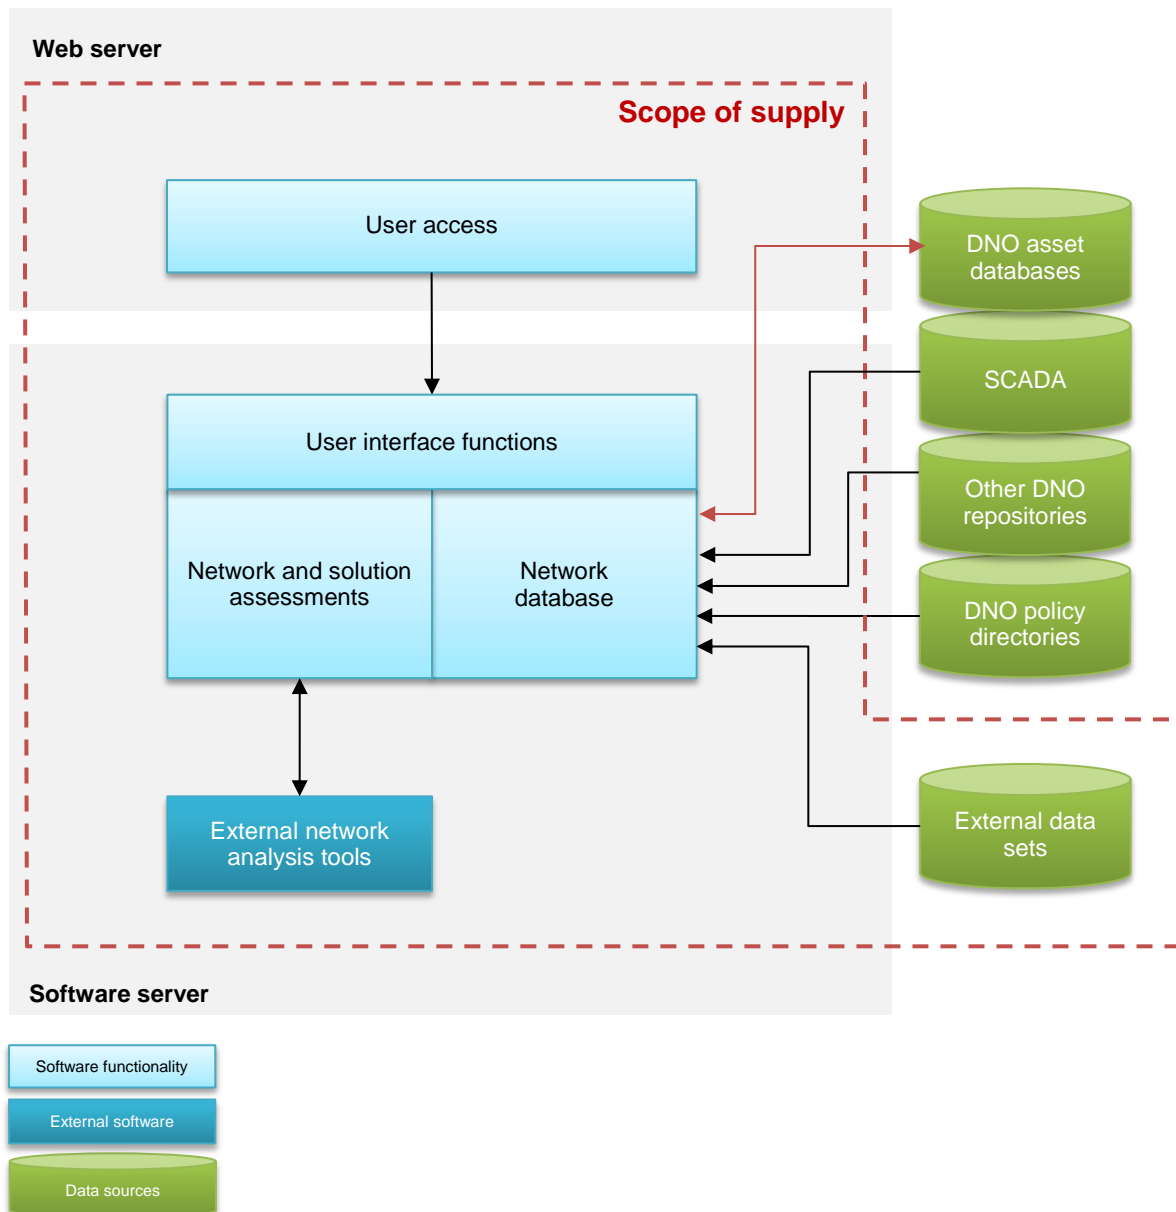 Web server
Scope of supply
User access
DNO asset
databases
SCADA
User interface functions
Other DNO
repositories
Network and solution
assessments
Network
database
DNO policy
directories
External network
analysis tools
External data
sets
Software server
Software functionality
External software
Data sources